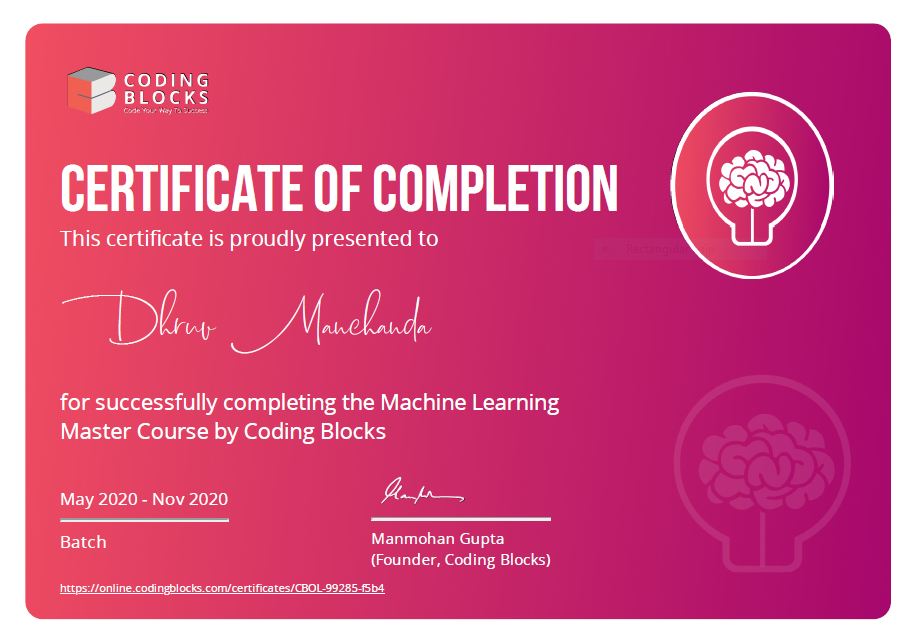 CODING
BLOCKS
Code Your Way To Success
CERTIFICATE OF COMPLETION
This certificate is proudly presented to
Dhruv Manchanda
for successfully completing the Machine Learning
Master Course by Coding Blocks
May 2020 - Nov 2020
Batch
Manmohan Gupta
(Founder, Coding Blocks)
https://online.codingblocks.com/certificates/CBOL-99285-f5b4